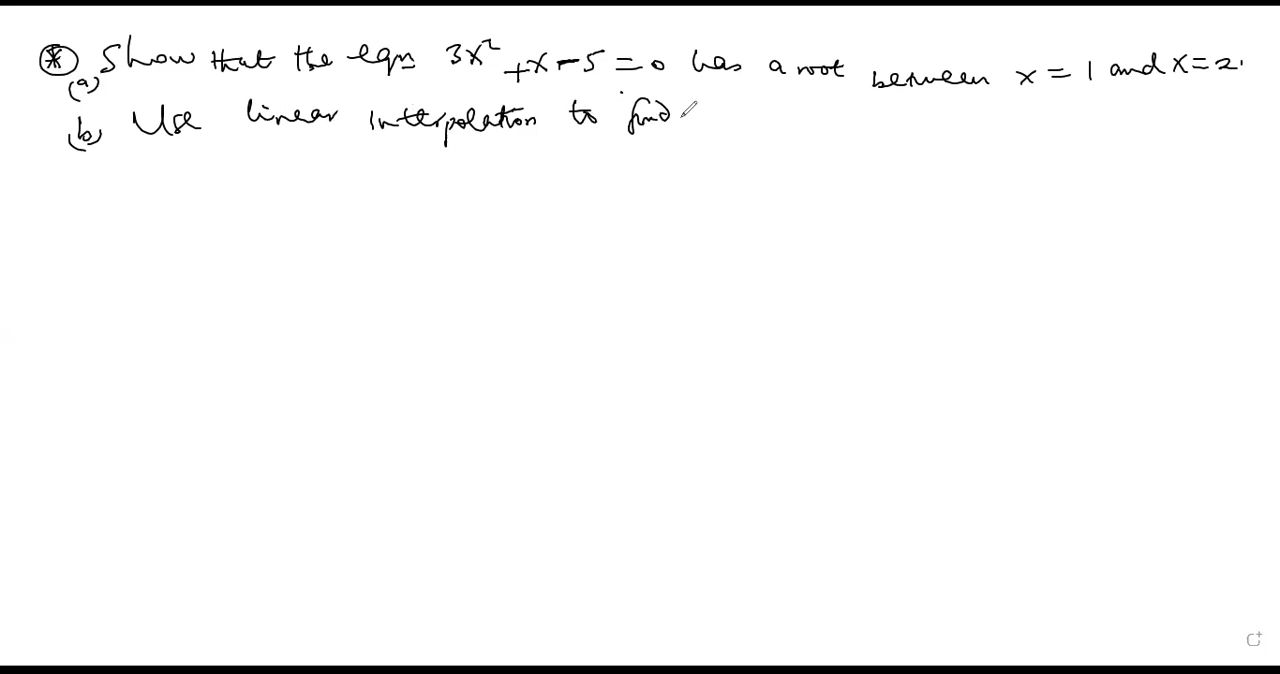 (*) Show that the eqn 3x² + x - 5 = 0 has a root between x = 1 and x = 2.
(a)
(b) Use linear interpolation to find